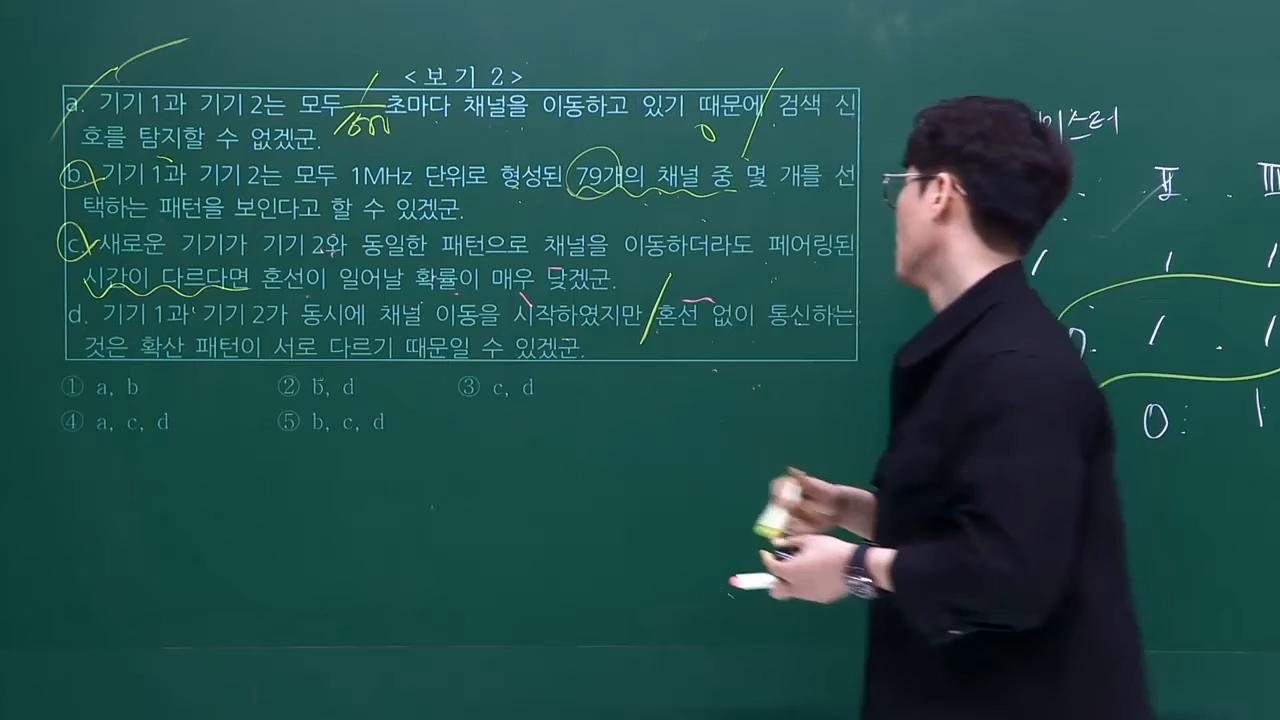 <보기 2>
a. 기기 1과 기기 2는 모두 초마다 채널을 이동하고 있기 때문에 검색 신
호를 탐지할 수 없겠군.
b. 기기 1과 기기 2는 모두 1MHz 단위로 형성된 79개의 채널 중 몇 개를 선
택하는 패턴을 보인다고 할 수 있겠군.
c. 새로운 기기가 기기 2와 동일한 패턴으로 채널을 이동하더라도 페어링된
시간이 다르다면 혼선이 일어날 확률이 매우 낮겠군.
d. 기기 1과 기기 2가 동시에 채널 이동을 시작하였지만 혼선 없이 통신하는
것은 확산 패턴이 서로 다르기 때문일 수 있겠군.
① a, b ② b, d ③ c, d
④ a, c, d ⑤ b, c, d
Ⅱ Ⅲ
1 1 1
0. 1 . 1
0 : 1